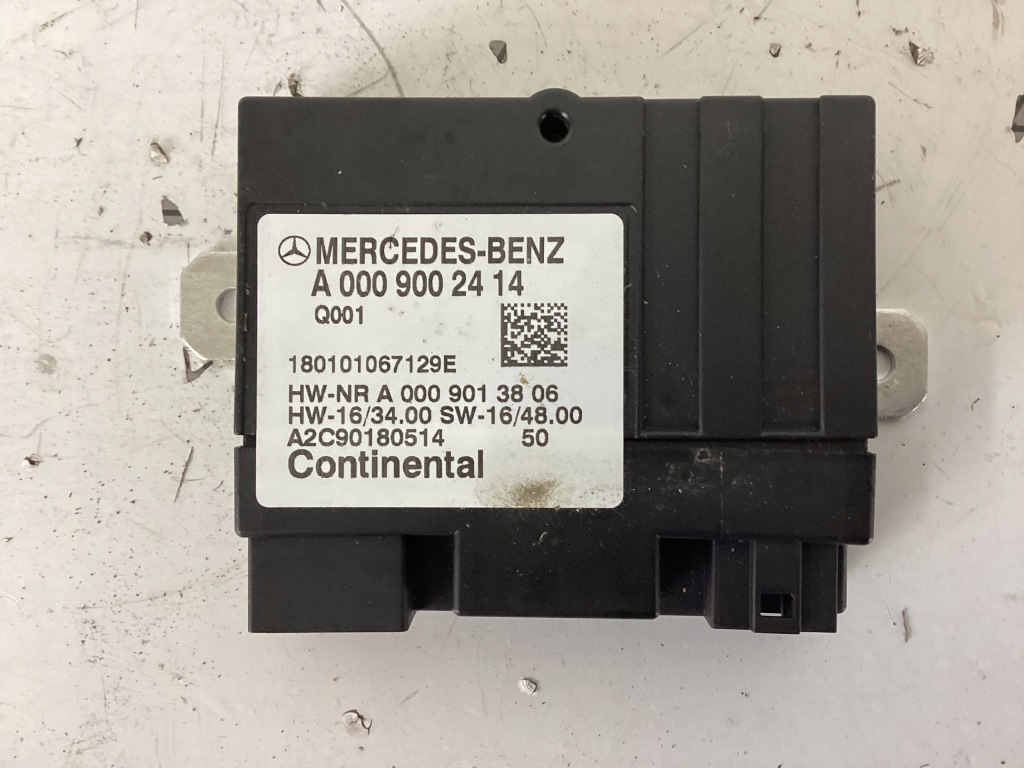 MERCEDES-BENZ
A 000 900 24 14
Q001
180101067129E
HW-NR A 000 901 38 06
HW-16/34.00 SW-16/48.00
A2C90180514 50
Continental